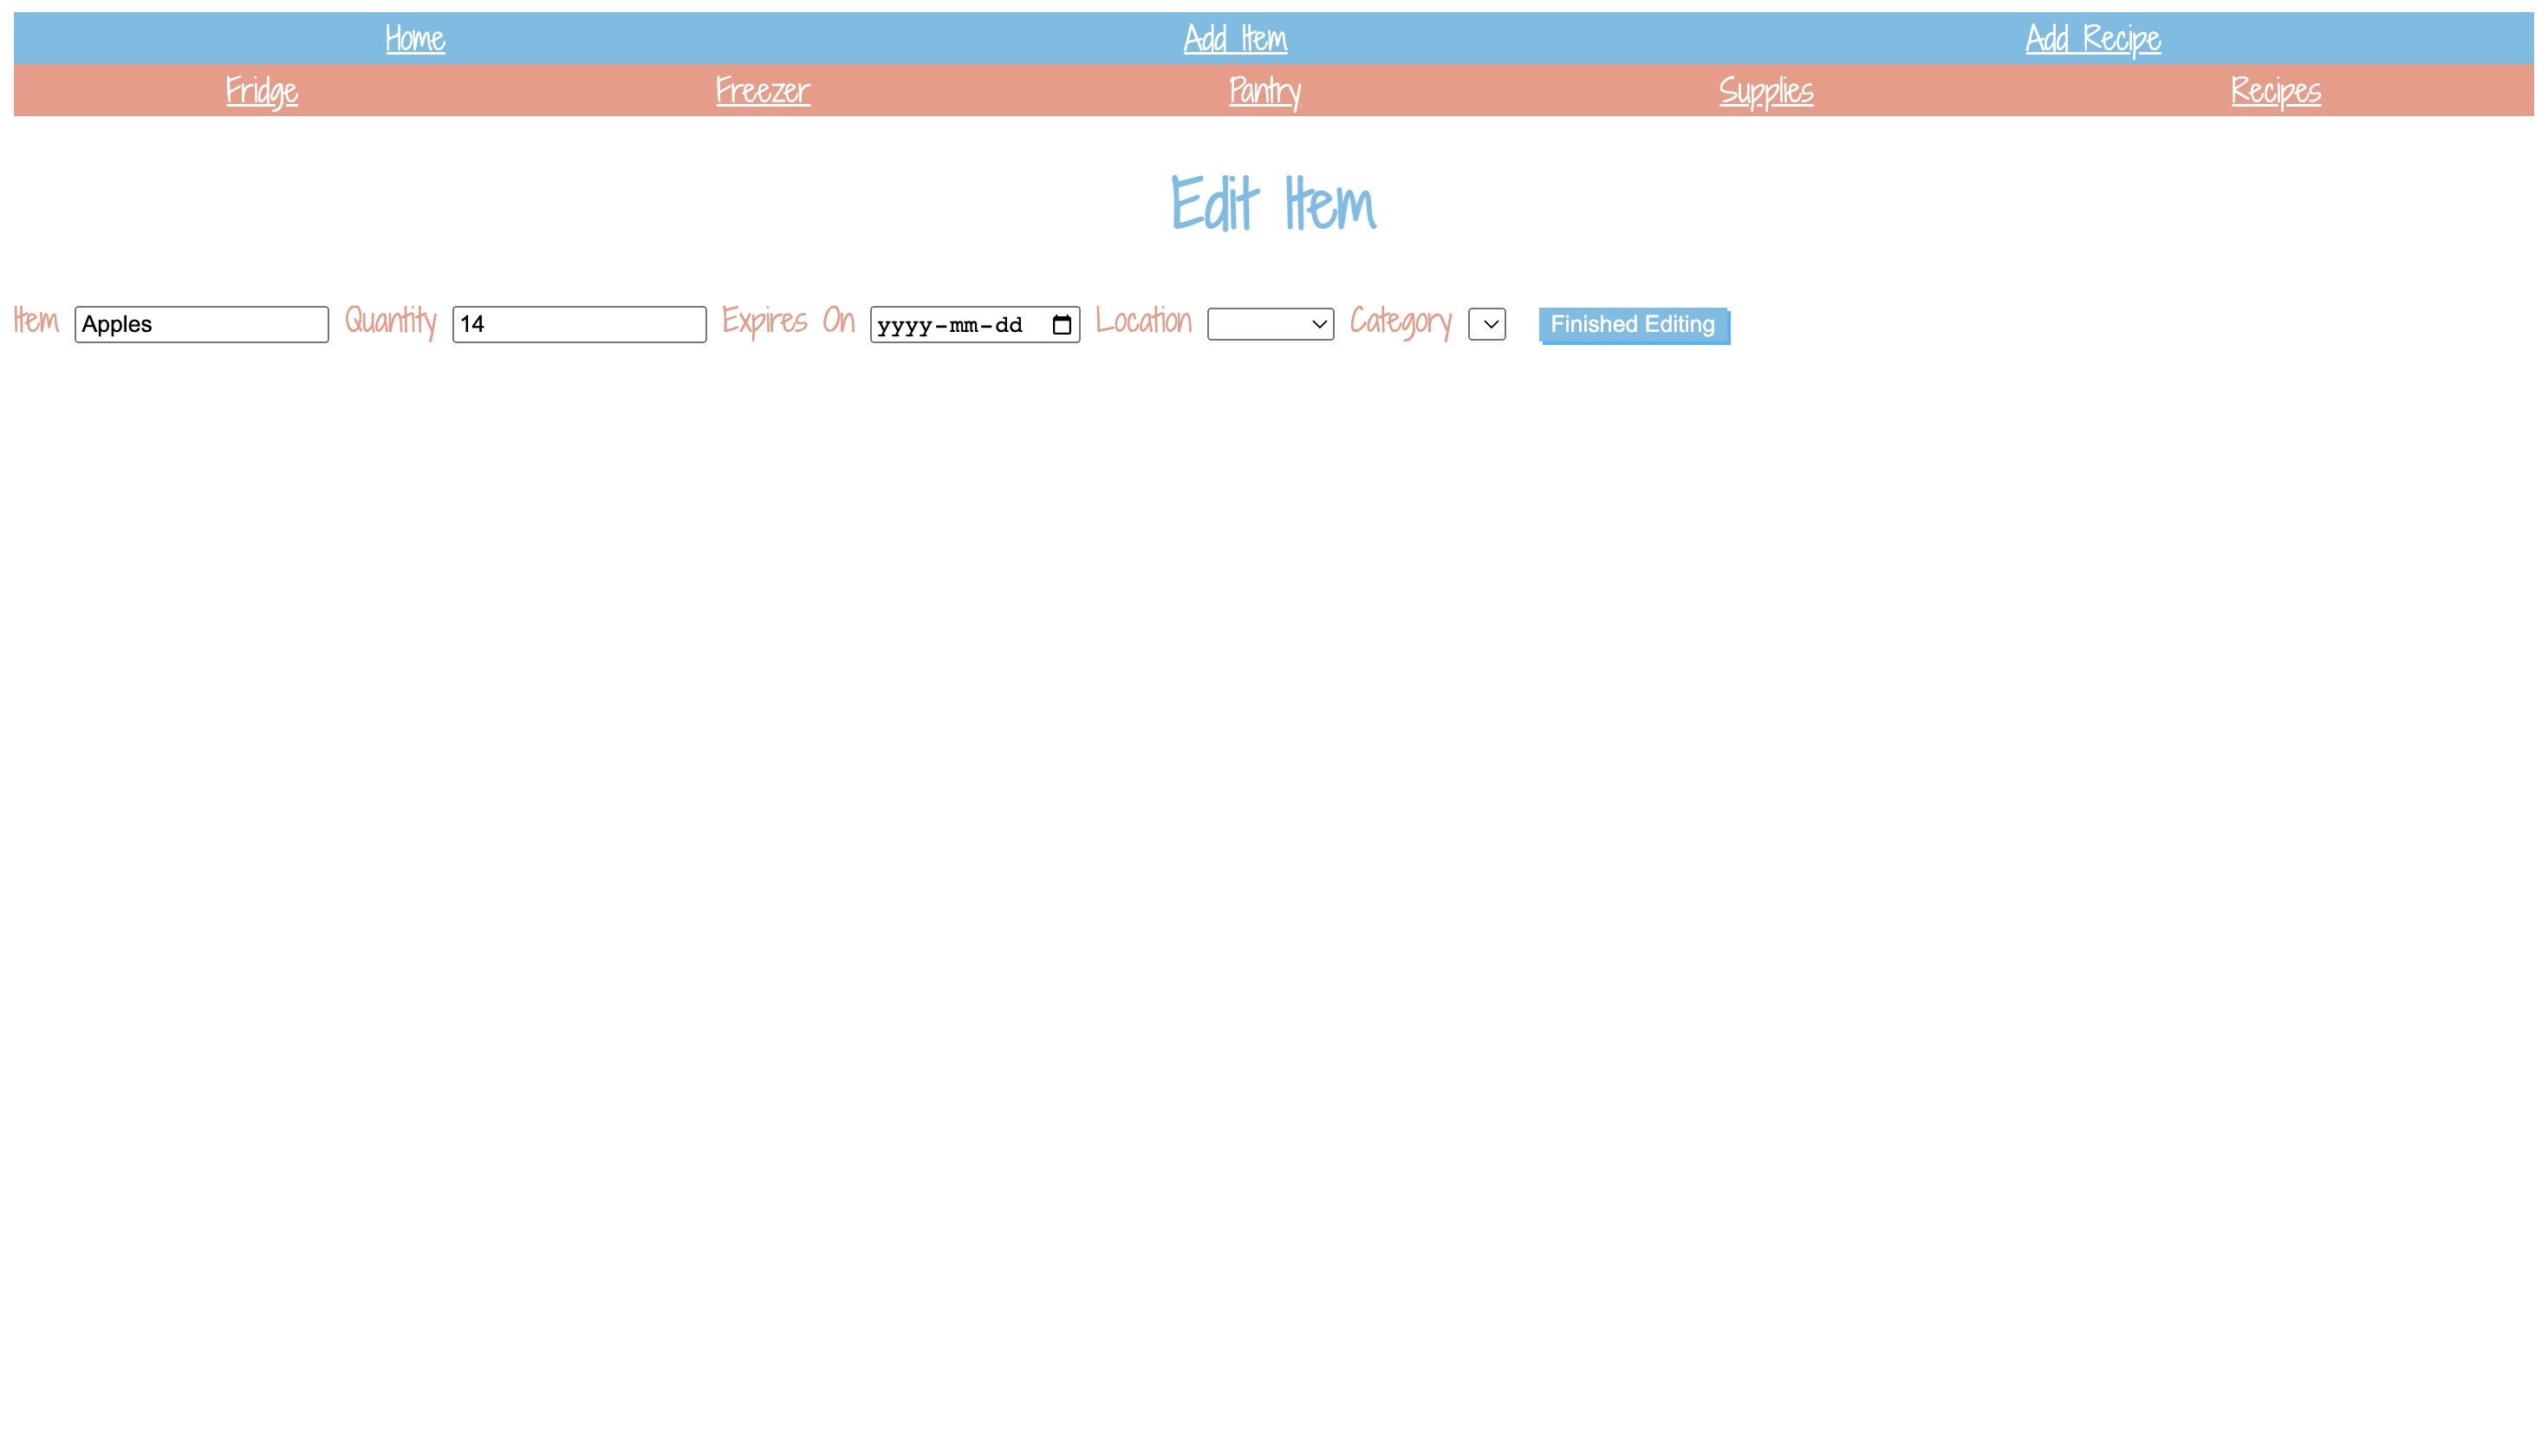 Home Add Item Add Recipe
Fridge Freezer Pantry Supplies Recipes
Edit Item
Item Apples Quantity 14 Expires On yyyy-mm-dd Location Category Finished Editing